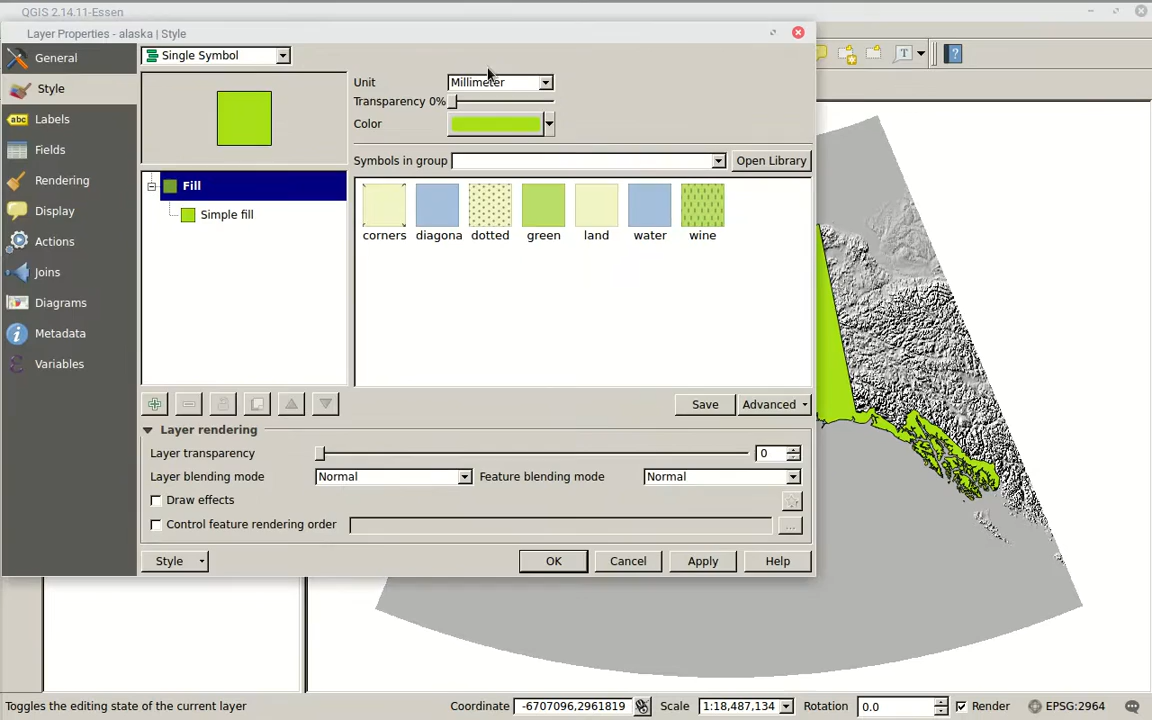 QGIS 2.14.11-Essen
Layer Properties - alaska | Style
General
Style
Labels
Fields
Rendering
Display
Actions
Joins
Diagrams
Metadata
Variables
Single Symbol
Unit Millimeter
Transparency 0%
Color
Symbols in group Open Library
Fill
Simple fill
corners diagona dotted green land water wine
Save Advanced
Layer rendering
Layer transparency 0
Layer blending mode Normal Feature blending mode Normal
Draw effects
Control feature rendering order ...
Style OK Cancel Apply Help
abc
T
?
Toggles the editing state of the current layer Coordinate -6707096,2961819 Scale 1:18,487,134 Rotation 0.0 Render EPSG:2964